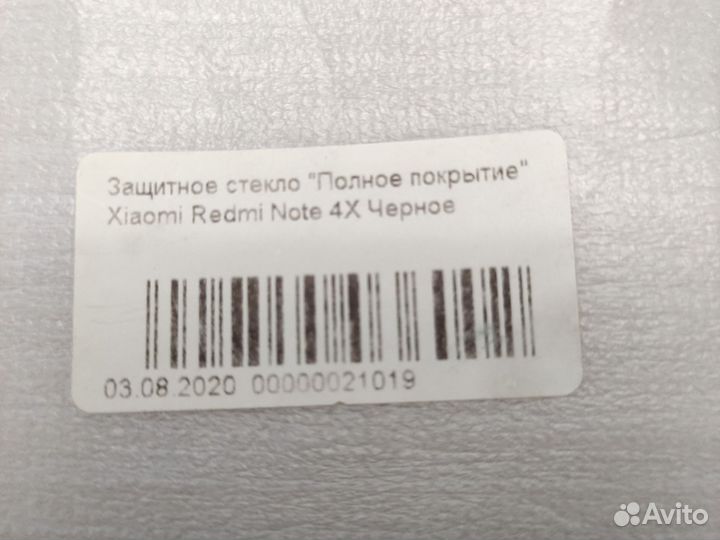 Защитное стекло "Полное покрытие"
Xiaomi Redmi Note 4X Черное
03.08.2020 00000021019
Avito